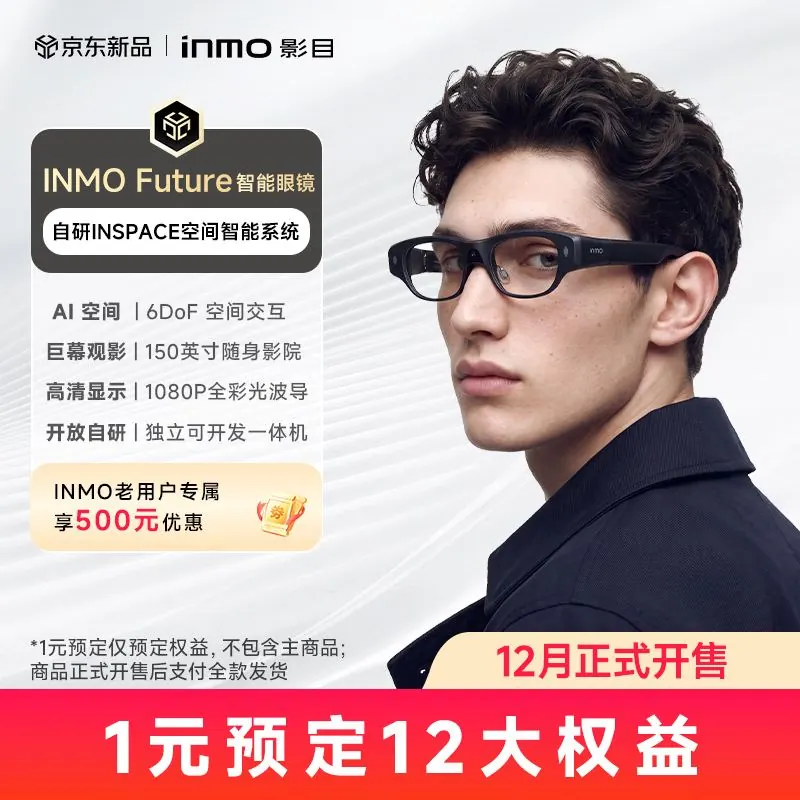 京东新品 | inmo 影目
INMO Future智能眼镜
自研INSPACE空间智能系统
AI 空间 | 6DoF 空间交互
巨幕观影 | 150英寸随身影院
高清显示 | 1080P全彩光波导
开放自研 | 独立可开发一体机
INMO老用户专属
享500元优惠
券
inmo
*1元预定仅预定权益，不包含主商品；
商品正式开售后支付全款发货
12月正式开售
1元预定12大权益